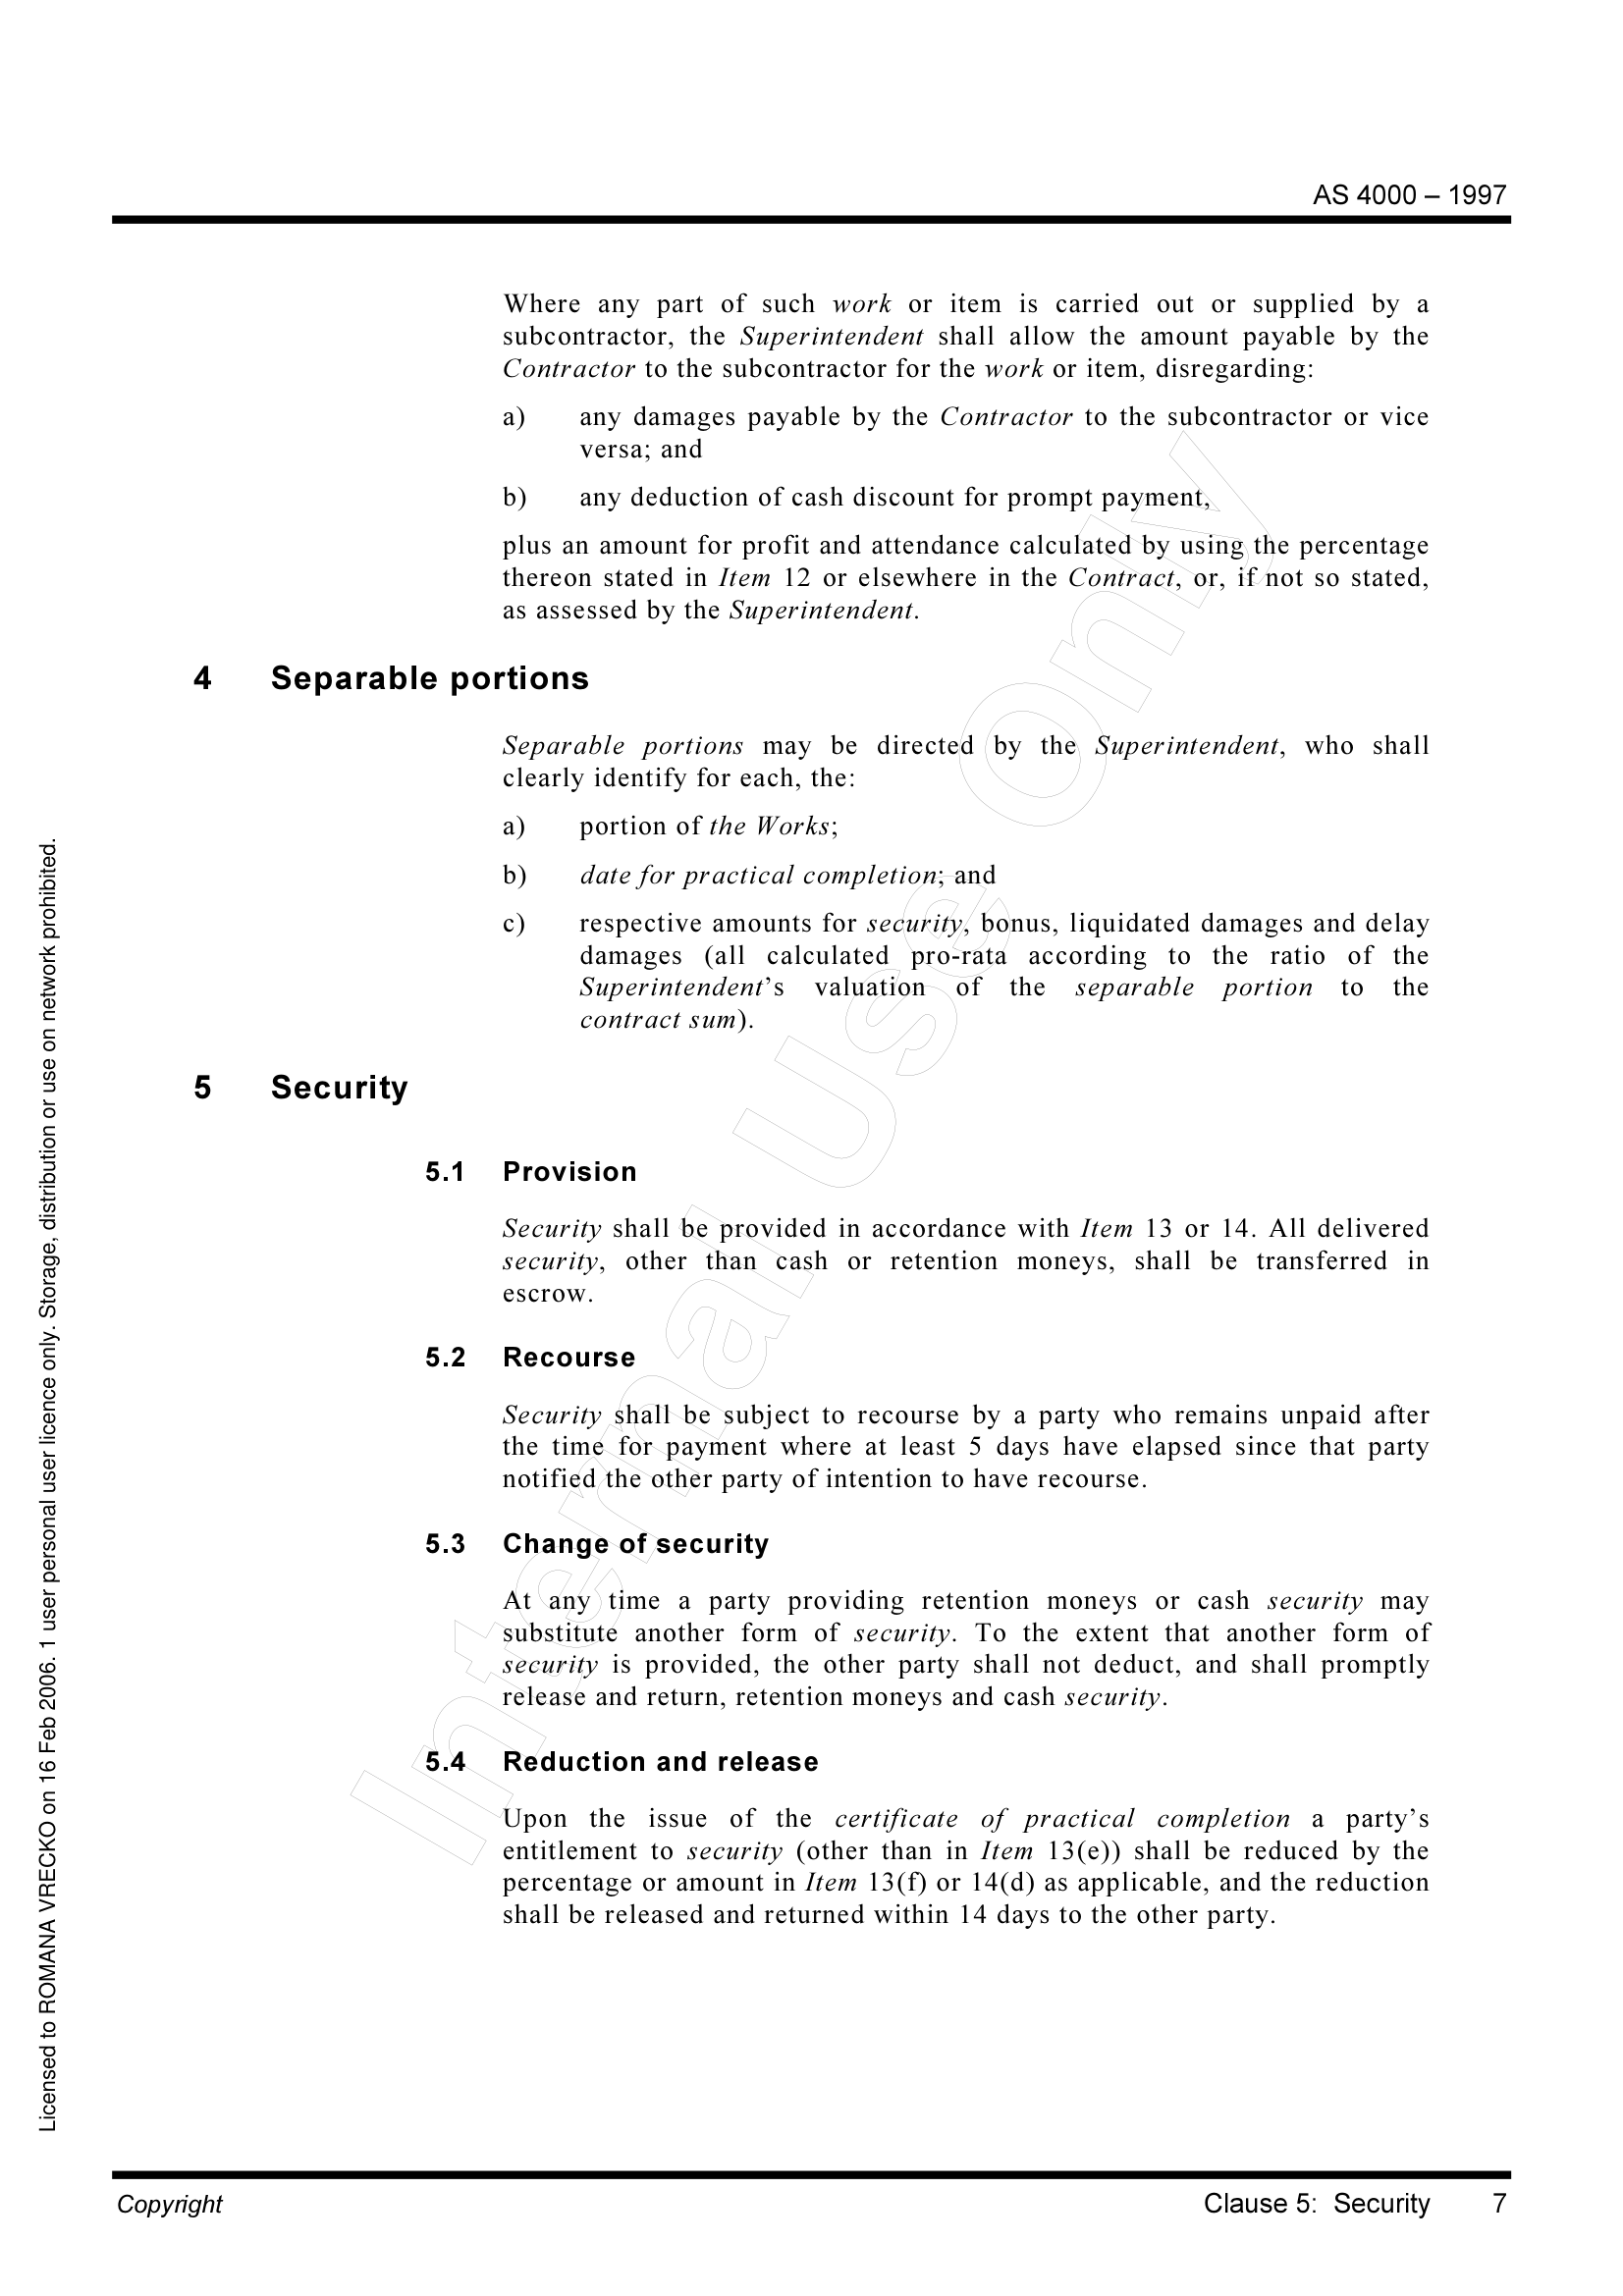 AS 4000 – 1997
Where any part of such work or item is carried out or supplied by a
subcontractor, the Superintendent shall allow the amount payable by the
Contractor to the subcontractor for the work or item, disregarding:
a) any damages payable by the Contractor to the subcontractor or vice
versa; and
b) any deduction of cash discount for prompt payment,
plus an amount for profit and attendance calculated by using the percentage
thereon stated in Item 12 or elsewhere in the Contract, or, if not so stated,
as assessed by the Superintendent.
4 Separable portions
Separable portions may be directed by the Superintendent, who shall
clearly identify for each, the:
a) portion of the Works;
b) date for practical completion; and
c) respective amounts for security, bonus, liquidated damages and delay
damages (all calculated pro-rata according to the ratio of the
Superintendent's valuation of the separable portion to the
contract sum).
5 Security
5.1 Provision
Security shall be provided in accordance with Item 13 or 14. All delivered
security, other than cash or retention moneys, shall be transferred in
escrow.
5.2 Recourse
Security shall be subject to recourse by a party who remains unpaid after
the time for payment where at least 5 days have elapsed since that party
notified the other party of intention to have recourse.
5.3 Change of security
At any time a party providing retention moneys or cash security may
substitute another form of security. To the extent that another form of
security is provided, the other party shall not deduct, and shall promptly
release and return, retention moneys and cash security.
5.4 Reduction and release
Upon the issue of the certificate of practical completion a party's
entitlement to security (other than in Item 13(e)) shall be reduced by the
percentage or amount in Item 13(f) or 14(d) as applicable, and the reduction
shall be released and returned within 14 days to the other party.
Copyright Clause 5: Security 7
Licensed to ROMANA VRECKO on 16 Feb 2006. 1 user personal user licence only. Storage, distribution or use on network prohibited.
Internal Use Only